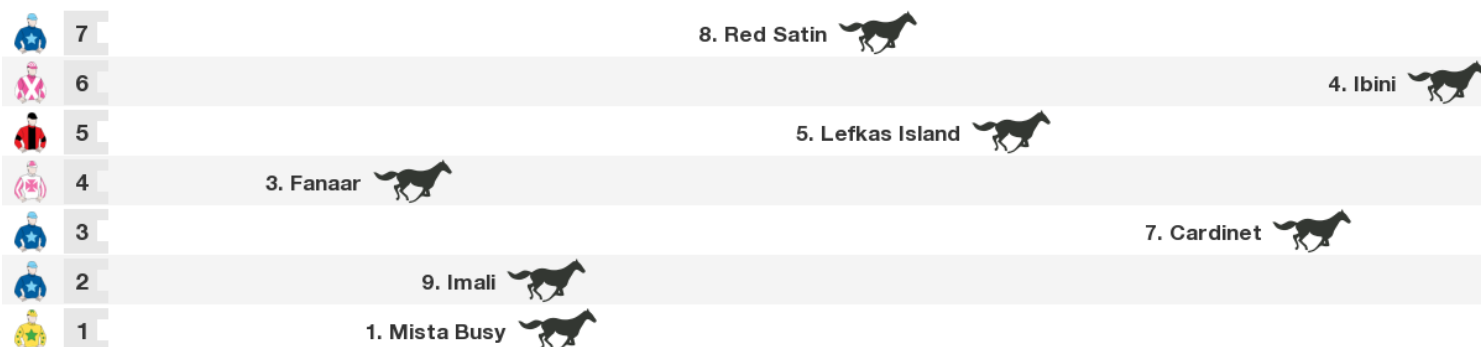 7 8. Red Satin
6 4. Ibini
5 5. Lefkas Island
4 3. Fanaar
3 7. Cardinet
2 9. Imali
1 1. Mista Busy